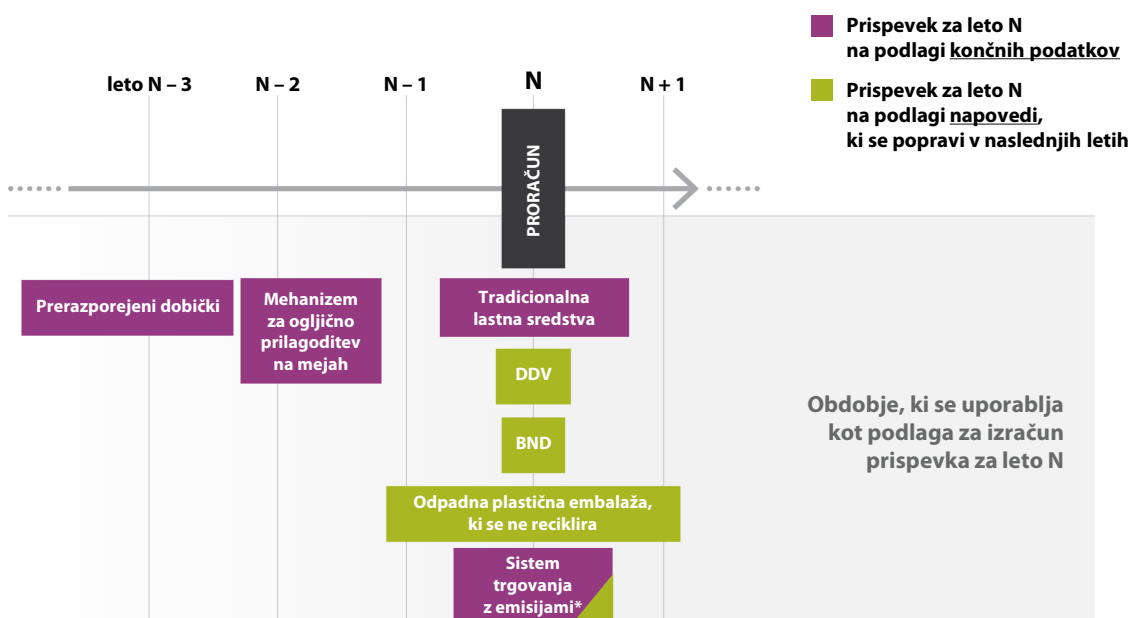 Prispevek za leto N
na podlagi končnih podatkov
Prispevek za leto N
na podlagi napovedi,
ki se popravi v naslednjih letih
leto N – 3
N – 2
N – 1
N
N + 1
PRORAČUN
Prerazporejeni dobički
Mehanizem
za ogljično
prilagoditev
na mejah
Tradicionalna
lastna sredstva
DDV
BND
Odpadna plastična embalaža,
ki se ne reciklira
Sistem
trgovanja
z emisijami*
Obdobje, ki se uporablja
kot podlaga za izračun
prispevka za leto N